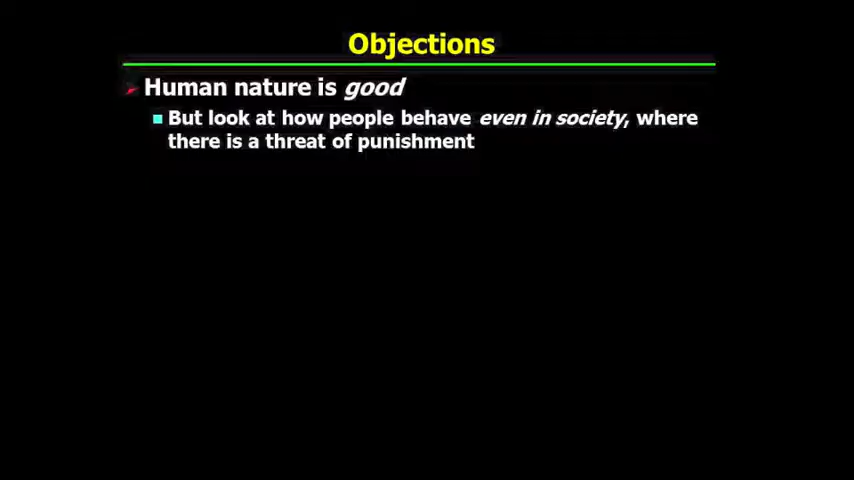 Objections
Human nature is good
But look at how people behave even in society, where
there is a threat of punishment